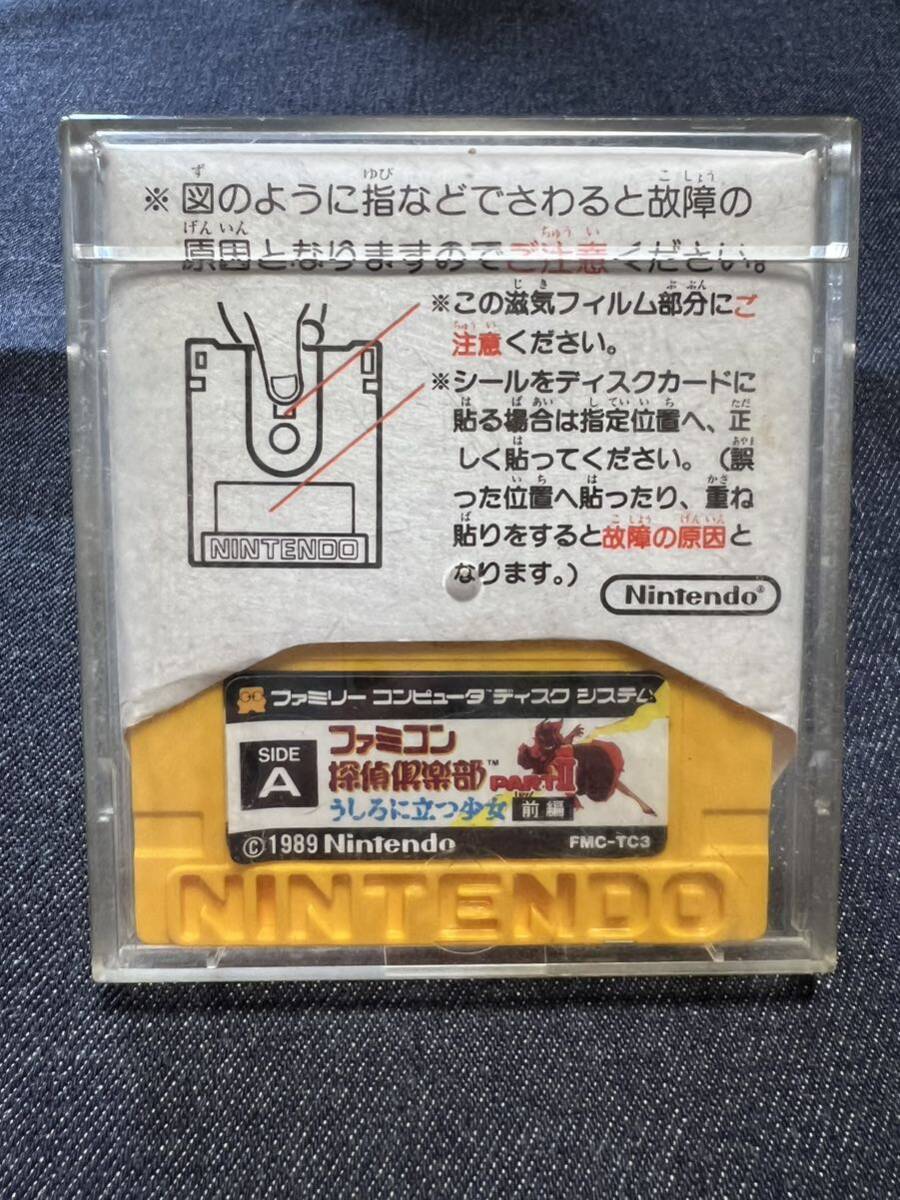 ※図のように指などでさわると故障の
原因となりますのでご注意ください。
※この滋気フィルム部分にご
注意ください。
※シールをディスクカードに
貼る場合は指定位置へ、正
しく貼ってください。(誤
った位置へ貼ったり、重ね
貼りをすると故障の原因と
なります。)
NINTENDO
Nintendo®
ファミリー コンピュータ™ ディスク システム
SIDE
A
ファミコン
探偵倶楽部™ PART II
うしろに立つ少女 前編
©1989 Nintendo
FMC-TC3
NINTENDO